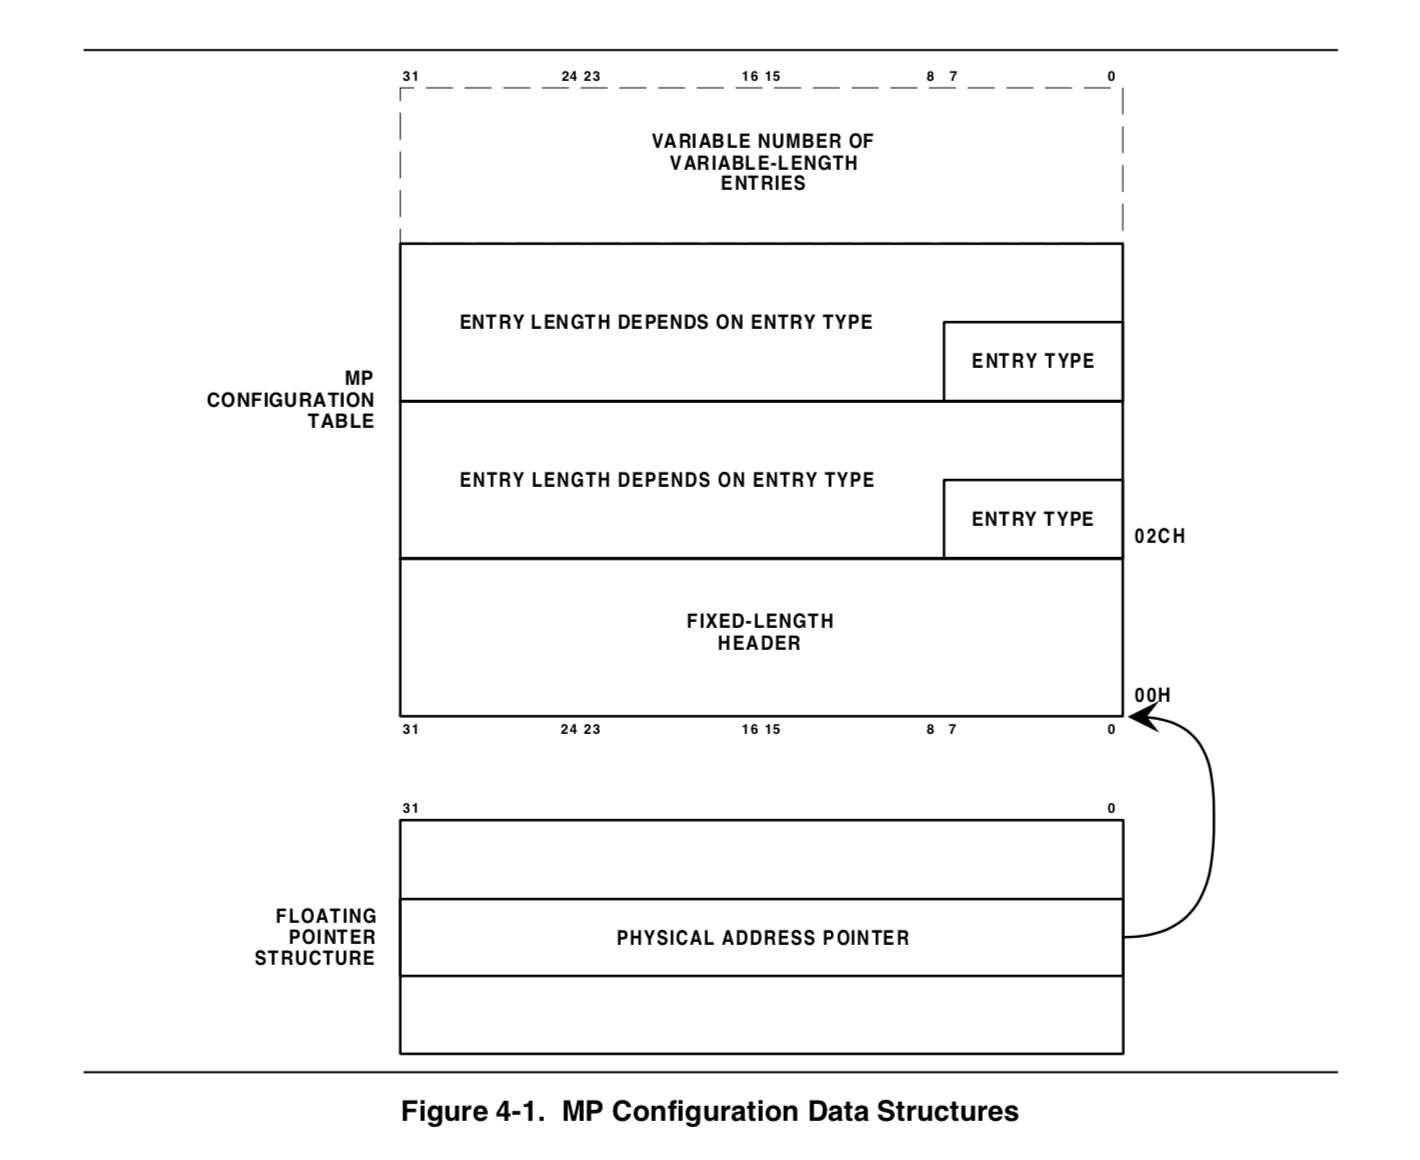 31 24 23 16 15 8 7 0
VARIABLE NUMBER OF
VARIABLE-LENGTH
ENTRIES
ENTRY LENGTH DEPENDS ON ENTRY TYPE
ENTRY TYPE
MP
CONFIGURATION
TABLE
ENTRY LENGTH DEPENDS ON ENTRY TYPE
ENTRY TYPE
02CH
FIXED-LENGTH
HEADER
00H
31 24 23 16 15 8 7 0
31 0
FLOATING
POINTER
STRUCTURE
PHYSICAL ADDRESS POINTER
Figure 4-1. MP Configuration Data Structures